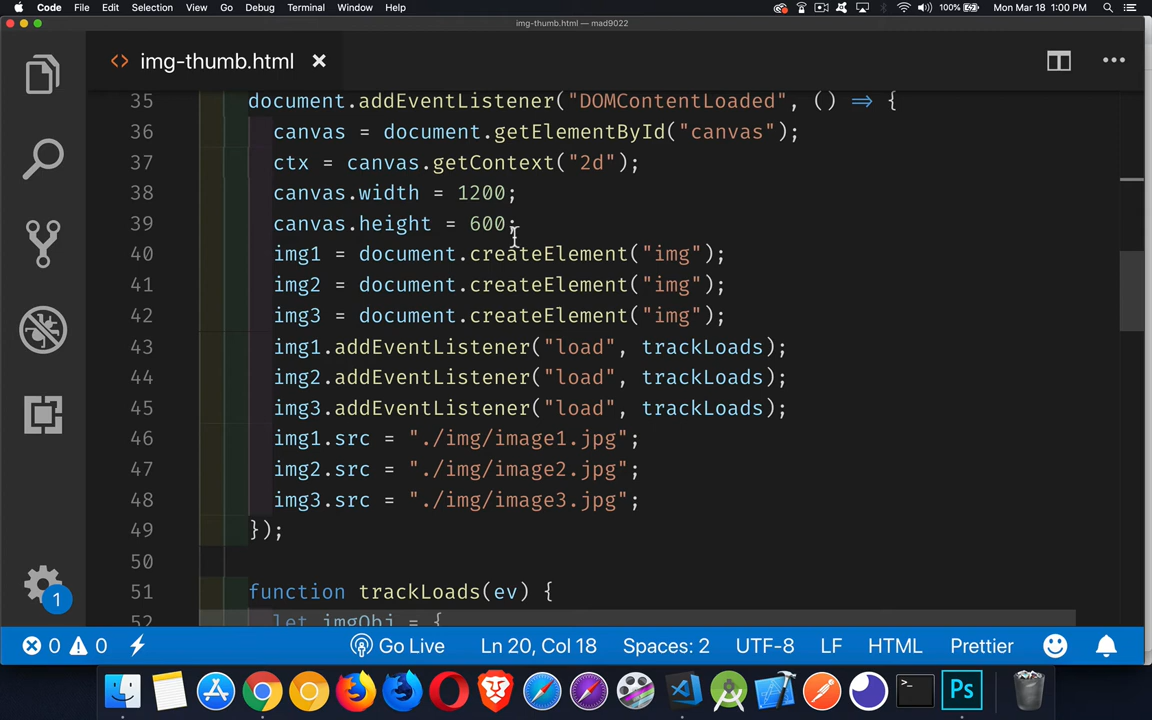 Code File Edit Selection View Go Debug Terminal Window Help 100% Mon Mar 18 1:00 PM
img-thumb.html — mad9022
<> img-thumb.html ×
35 document.addEventListener("DOMContentLoaded", () => {
36 canvas = document.getElementById("canvas");
37 ctx = canvas.getContext("2d");
38 canvas.width = 1200;
39 canvas.height = 600;
40 img1 = document.createElement("img");
41 img2 = document.createElement("img");
42 img3 = document.createElement("img");
43 img1.addEventListener("load", trackLoads);
44 img2.addEventListener("load", trackLoads);
45 img3.addEventListener("load", trackLoads);
46 img1.src = "./img/image1.jpg";
47 img2.src = "./img/image2.jpg";
48 img3.src = "./img/image3.jpg";
49 });
50
51 function trackLoads(ev) {
52 let imgObj = {
1
0 0 Go Live Ln 20, Col 18 Spaces: 2 UTF-8 LF HTML Prettier
>_ Ps